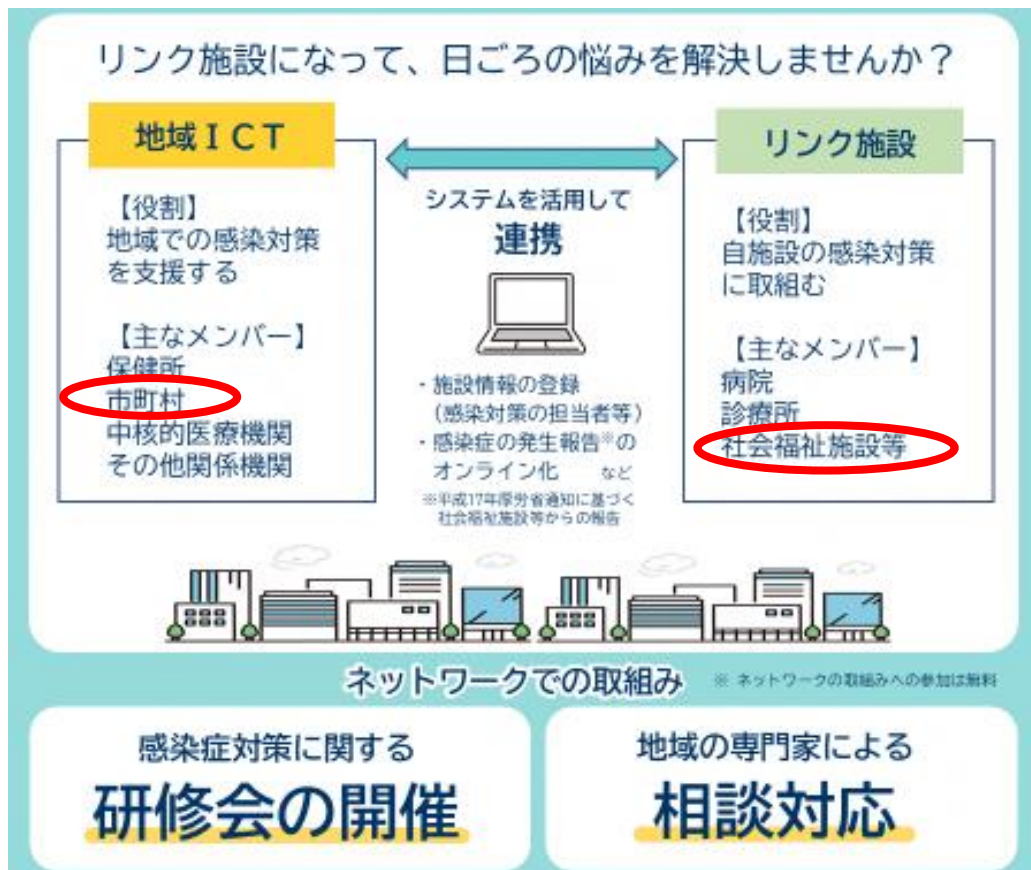 リンク施設になって、日ごろの悩みを解決しませんか？
地域ＩＣＴ
【役割】
地域での感染対策
を支援する
【主なメンバー】
保健所
市町村
中核的医療機関
その他関係機関
システムを活用して
連携
・施設情報の登録
（感染対策の担当者等）
・感染症の発生報告※の
オンライン化　など
※平成17年厚労省通知に基づく
社会福祉施設等からの報告
リンク施設
【役割】
自施設の感染対策
に取組む
【主なメンバー】
病院
診療所
社会福祉施設等
ネットワークでの取組み
※ ネットワークの取組みへの参加は無料
感染症対策に関する
研修会の開催
地域の専門家による
相談対応